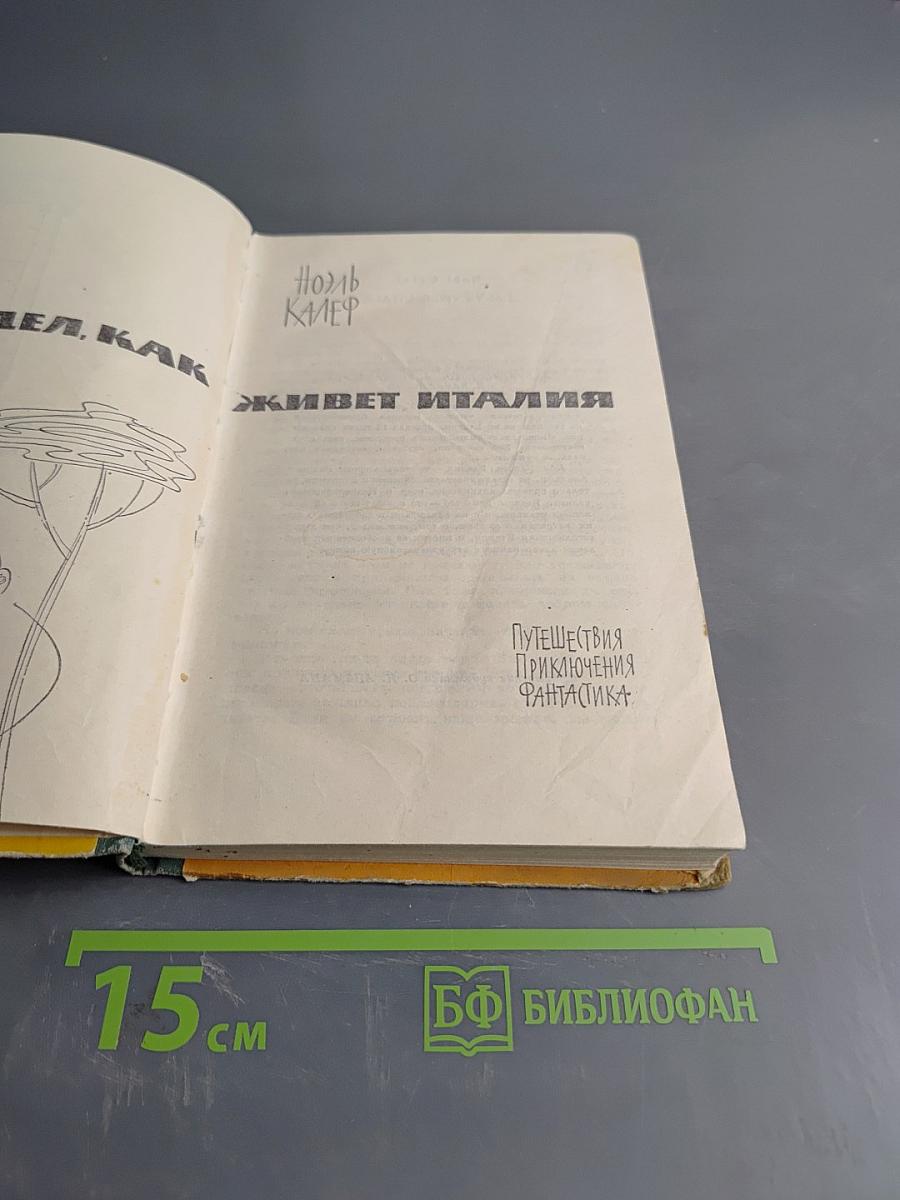 НОЭЛЬ
КАЛЕФ
ДЕЛ, КАК
ЖИВЕТ ИТАЛИЯ
ПУТЕШЕСТВИЯ
ПРИКЛЮЧЕНИЯ
ФАНТАСТИКА
15 см
БФ БИБЛИОФАН